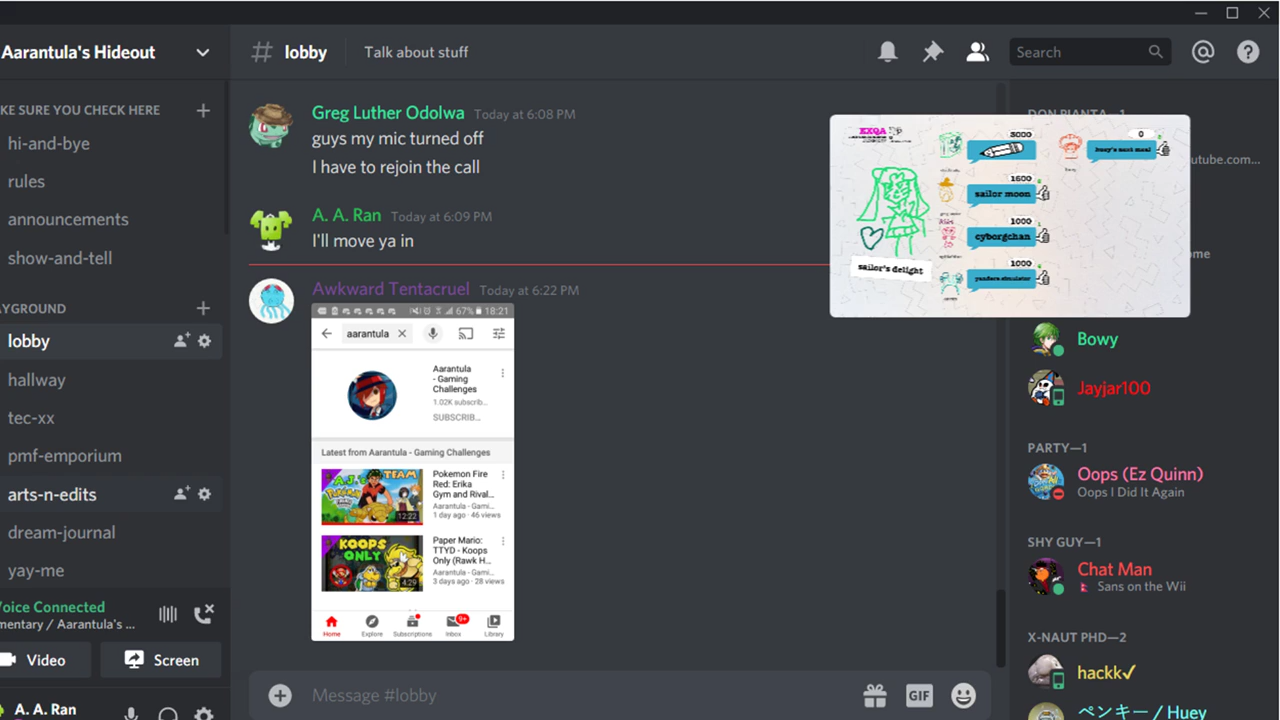 Aarantula's Hideout
KE SURE YOU CHECK HERE
hi-and-bye
rules
announcements
show-and-tell
AYGROUND
lobby
hallway
tec-xx
pmf-emporium
arts-n-edits
dream-journal
yay-me
Voice Connected
mentary / Aarantula's ...
Video
Screen
A. A. Ran
# lobby
Talk about stuff
Search
Greg Luther Odolwa Today at 6:08 PM
guys my mic turned off
I have to rejoin the call
A. A. Ran Today at 6:09 PM
I'll move ya in
Awkward Tentacruel Today at 6:22 PM
67% 18:21
aarantula
Aarantula
- Gaming
Challenges
1.02K subscrib...
SUBSCRIB...
Latest from Aarantula - Gaming Challenges
A.J.'s TEAM
12:22
Pokemon Fire
Red: Erika
Gym and Rival...
Aarantula - Gami...
1 day ago · 46 views
KOOPS
ONLY
4:29
Paper Mario:
TTYD - Koops
Only (Rawk H...
Aarantula - Gami...
3 days ago · 28 views
Home
Explore
Subscriptions
9+
Inbox
Library
Message #lobby
GIF
EXQA
3000
1600
sailor moon
1000
cyborgchan
1000
yandere simulator
sailor's delight
0
DON PIANTA—1
utube.com...
ome
Bowy
Jayjar100
PARTY—1
Oops (Ez Quinn)
Oops I Did It Again
SHY GUY—1
Chat Man
Sans on the Wii
X-NAUT PHD—2
hackk✓
ペンキー / Huey